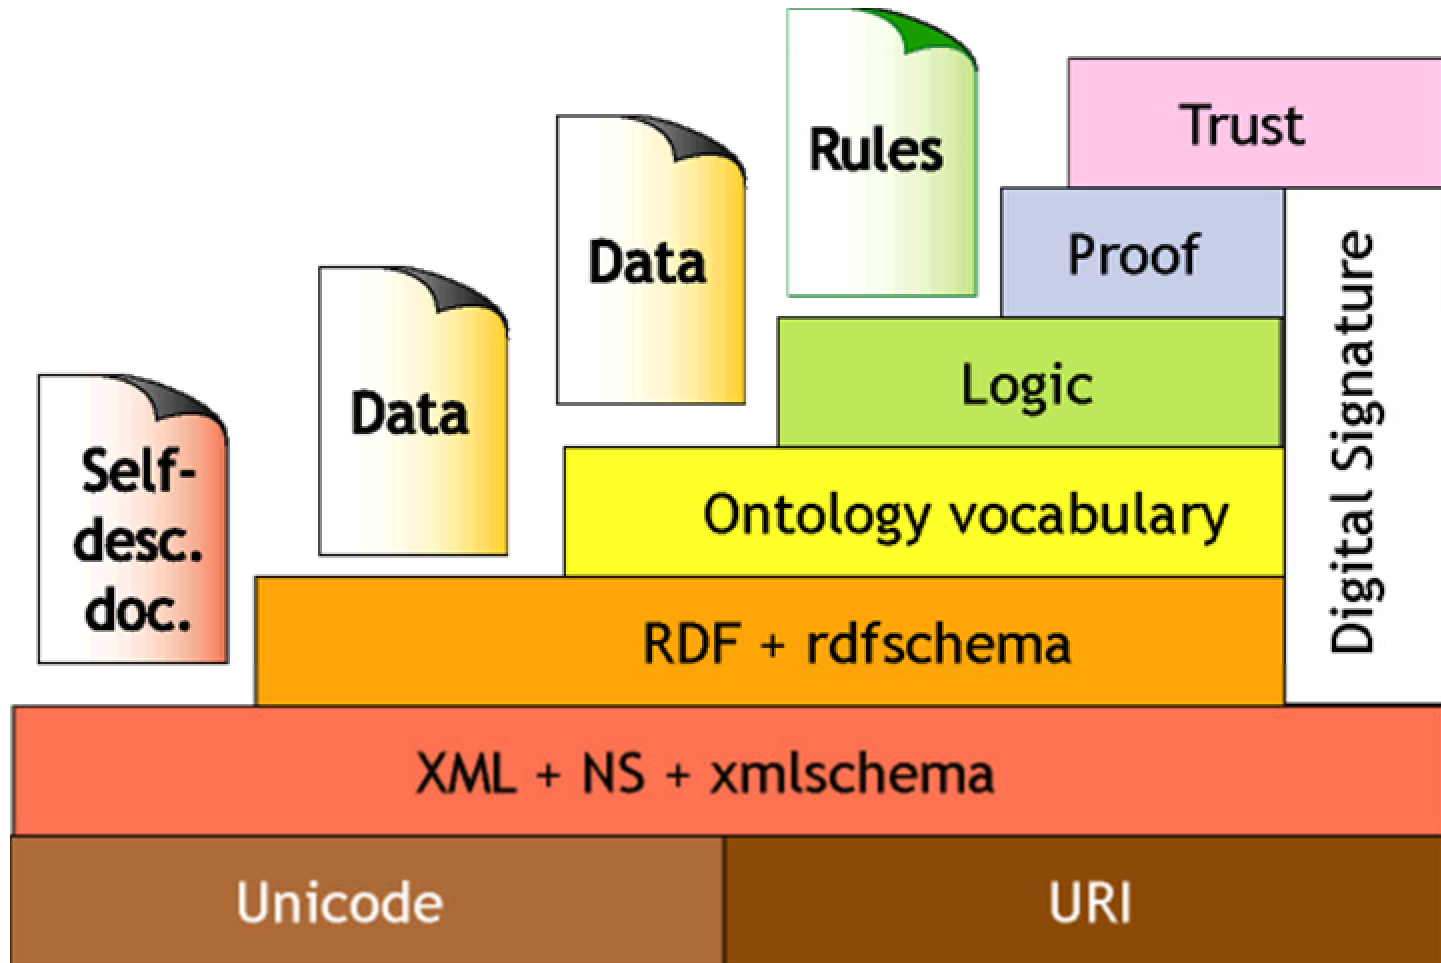 Rules
Trust
Data
Proof
Data
Logic
Self-
desc.
doc.
Ontology vocabulary
Digital Signature
RDF + rdfschema
XML + NS + xmlschema
Unicode
URI